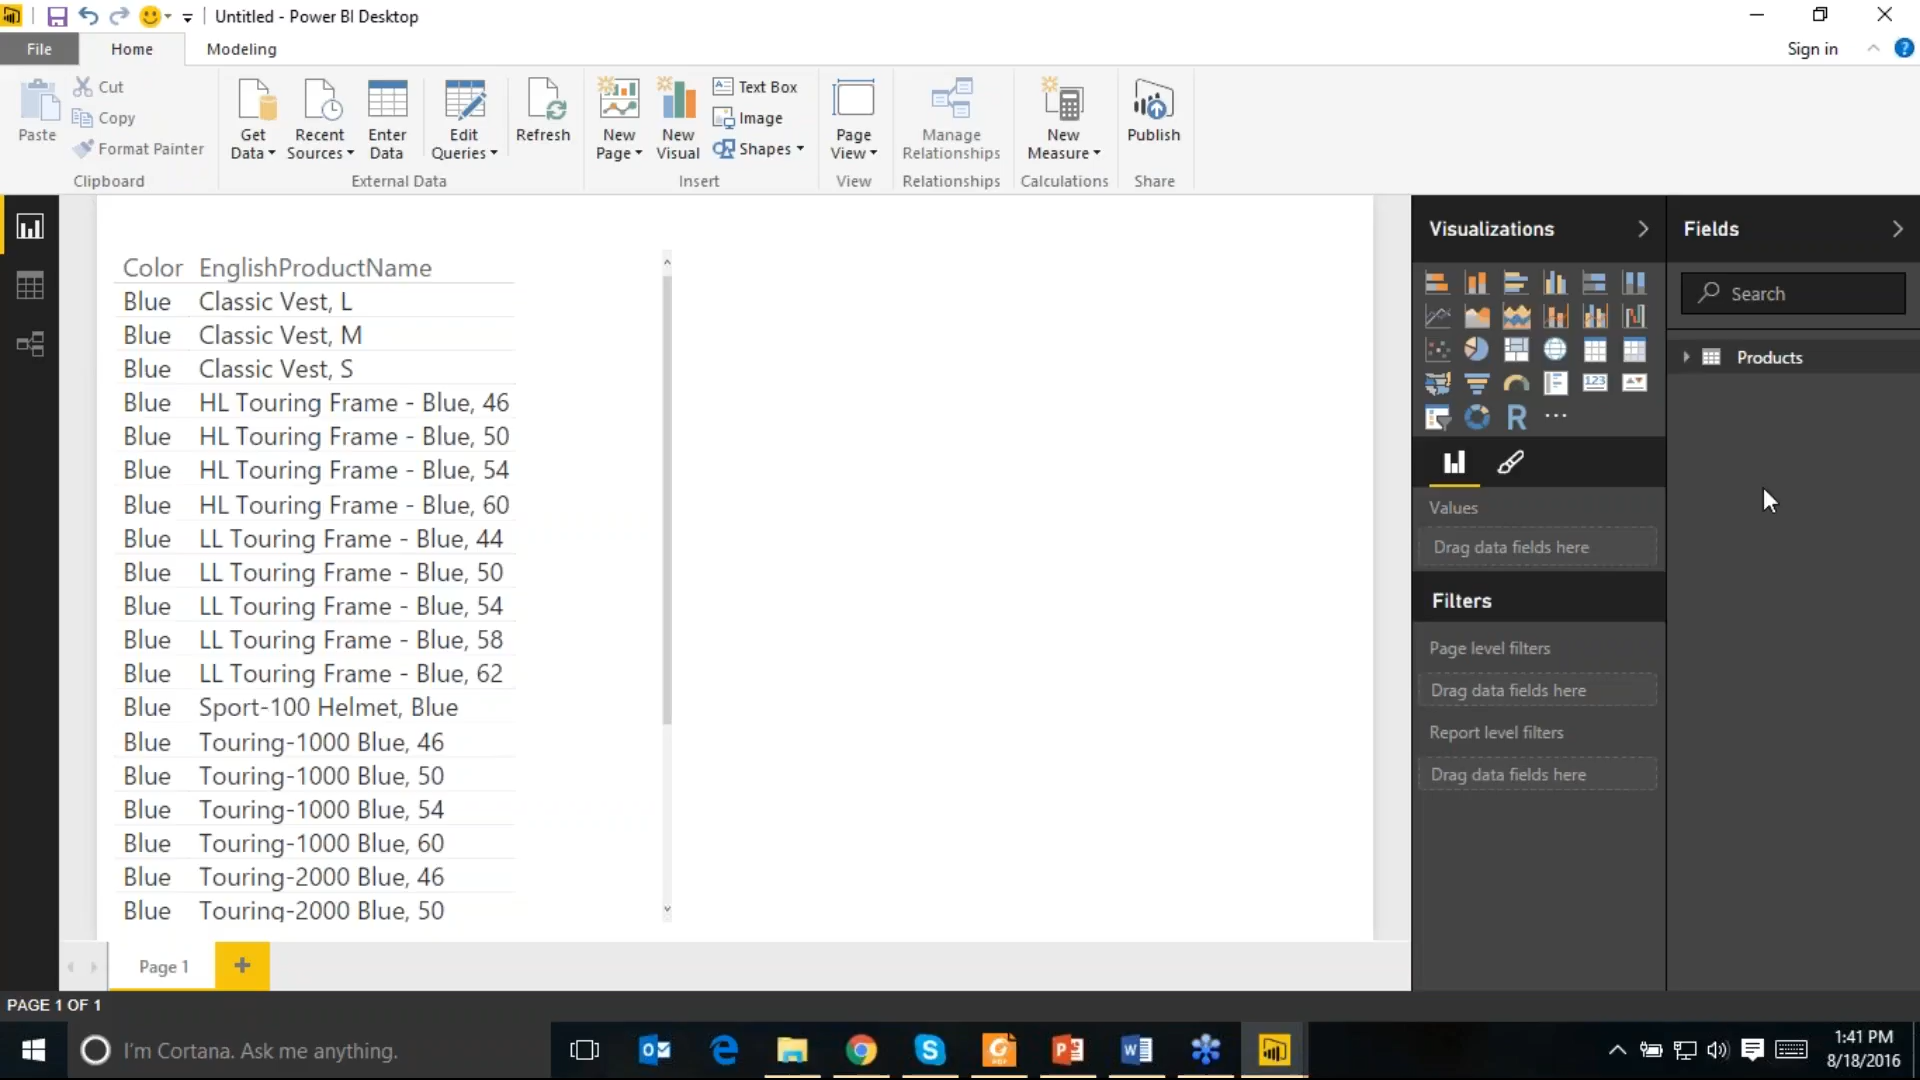 Untitled - Power BI Desktop
File
Home
Modeling
Sign in
?
Paste
Cut
Copy
Format Painter
Clipboard
Get Data
Recent Sources
Enter Data
Edit Queries
Refresh
External Data
New Page
New Visual
Text Box
Image
Shapes
Insert
Page View
View
Manage Relationships
Relationships
New Measure
Calculations
Publish
Share
Color EnglishProductName
Blue Classic Vest, L
Blue Classic Vest, M
Blue Classic Vest, S
Blue HL Touring Frame - Blue, 46
Blue HL Touring Frame - Blue, 50
Blue HL Touring Frame - Blue, 54
Blue HL Touring Frame - Blue, 60
Blue LL Touring Frame - Blue, 44
Blue LL Touring Frame - Blue, 50
Blue LL Touring Frame - Blue, 54
Blue LL Touring Frame - Blue, 58
Blue LL Touring Frame - Blue, 62
Blue Sport-100 Helmet, Blue
Blue Touring-1000 Blue, 46
Blue Touring-1000 Blue, 50
Blue Touring-1000 Blue, 54
Blue Touring-1000 Blue, 60
Blue Touring-2000 Blue, 46
Blue Touring-2000 Blue, 50
Visualizations
123
R
Values
Drag data fields here
Filters
Page level filters
Drag data fields here
Report level filters
Drag data fields here
Fields
Search
Products
Page 1
+
PAGE 1 OF 1
I'm Cortana. Ask me anything.
1:41 PM
8/18/2016